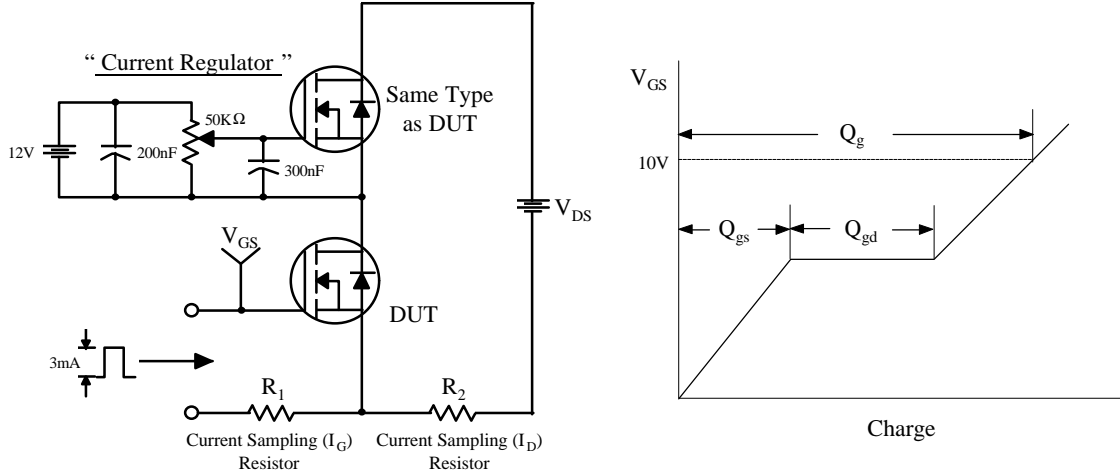 “ Current Regulator ”
Same Type
as DUT
50KΩ
12V
200nF
300nF
V_GS
V_DS
DUT
3mA
R_1
R_2
Current Sampling (I_G)
Resistor
Current Sampling (I_D)
Resistor
V_GS
Q_g
10V
Q_gs
Q_gd
Charge